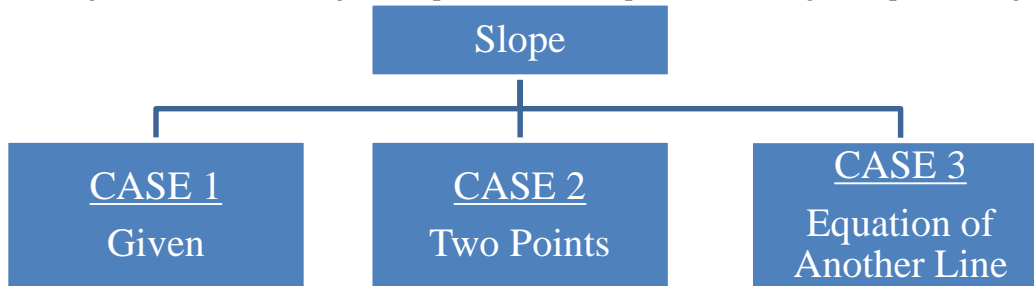 Slope
CASE 1
Given
CASE 2
Two Points
CASE 3
Equation of
Another Line